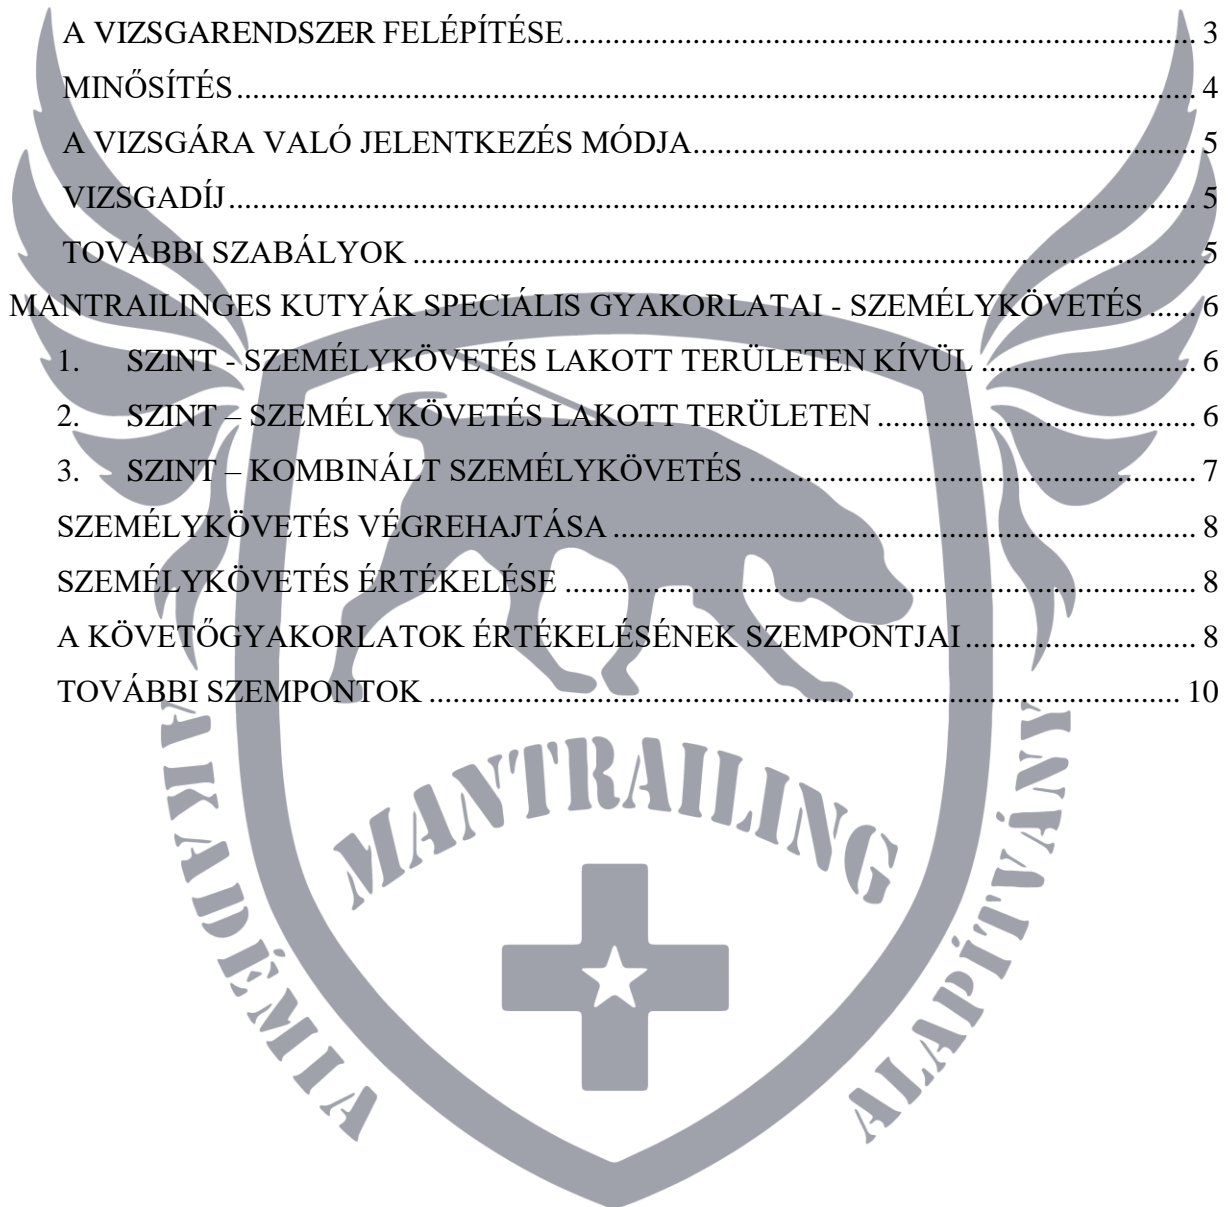 A VIZSGARENDSZER FELÉPÍTÉSE................................................................................ 3
MINŐSÍTÉS......................................................................................................................... 4
A VIZSGÁRA VALÓ JELENTKEZÉS MÓDJA................................................................ 5
VIZSGADÍJ.......................................................................................................................... 5
TOVÁBBI SZABÁLYOK................................................................................................... 5
MANTRAILINGES KUTYÁK SPECIÁLIS GYAKORLATAI - SZEMÉLYKÖVETÉS ...... 6
1. SZINT - SZEMÉLYKÖVETÉS LAKOTT TERÜLETEN KÍVÜL ........................... 6
2. SZINT – SZEMÉLYKÖVETÉS LAKOTT TERÜLETEN ........................................ 6
3. SZINT – KOMBINÁLT SZEMÉLYKÖVETÉS ........................................................ 7
SZEMÉLYKÖVETÉS VÉGREHAJTÁSA .......................................................................... 8
SZEMÉLYKÖVETÉS ÉRTÉKELÉSE ................................................................................ 8
A KÖVETŐGYAKORLATOK ÉRTÉKELÉSÉNEK SZEMPONTJAI ............................. 8
TOVÁBBI SZEMPONTOK ............................................................................................... 10
MANTRAILING
AKADÉMIA
ALAPÍTVÁNY